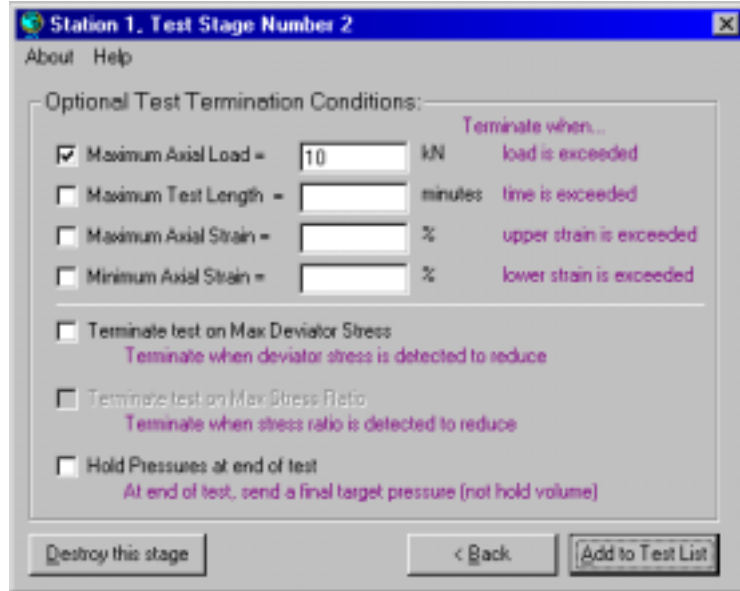 Station 1, Test Stage Number 2
About Help
Optional Test Termination Conditions:
Terminate when...
Maximum Axial Load = 10 kN load is exceeded
Maximum Test Length = minutes time is exceeded
Maximum Axial Strain = % upper strain is exceeded
Minimum Axial Strain = % lower strain is exceeded
Terminate test on Max Deviator Stress
Terminate when deviator stress is detected to reduce
Terminate test on Max Stress Ratio
Terminate when stress ratio is detected to reduce
Hold Pressures at end of test
At end of test, send a final target pressure (not hold volume)
Destroy this stage < Back Add to Test List